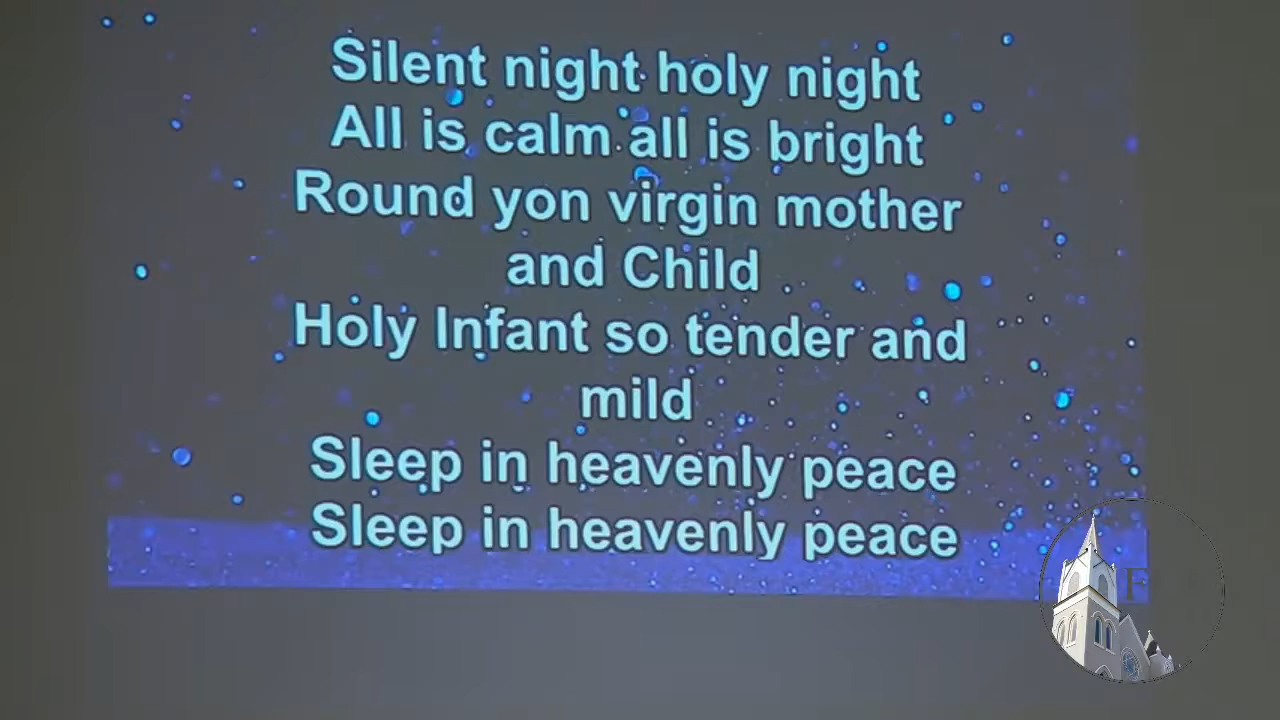 Silent night holy night
All is calm all is bright
Round yon virgin mother
and Child
Holy Infant so tender and
mild
Sleep in heavenly peace
Sleep in heavenly peace
F